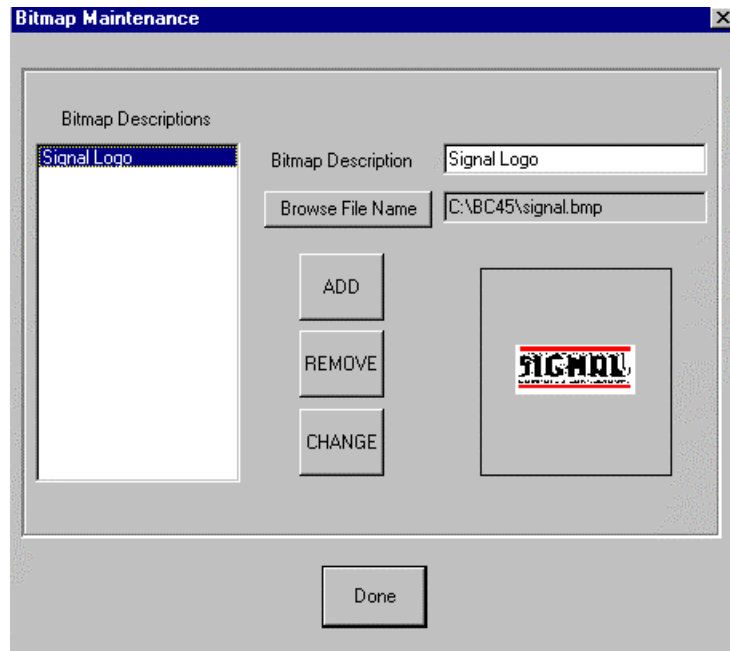 Bitmap Maintenance
Bitmap Descriptions
Signal Logo
Bitmap Description
Signal Logo
Browse File Name
C:\BC45\signal.bmp
ADD
REMOVE
CHANGE
SIGNAL
Done